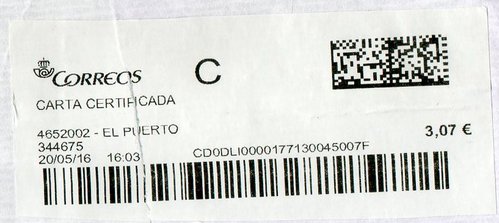 CORREOS
C
CARTA CERTIFICADA
4652002 - EL PUERTO
344675
3,07 €
20/05/16 16:03
CD0DLI0000177130045007F